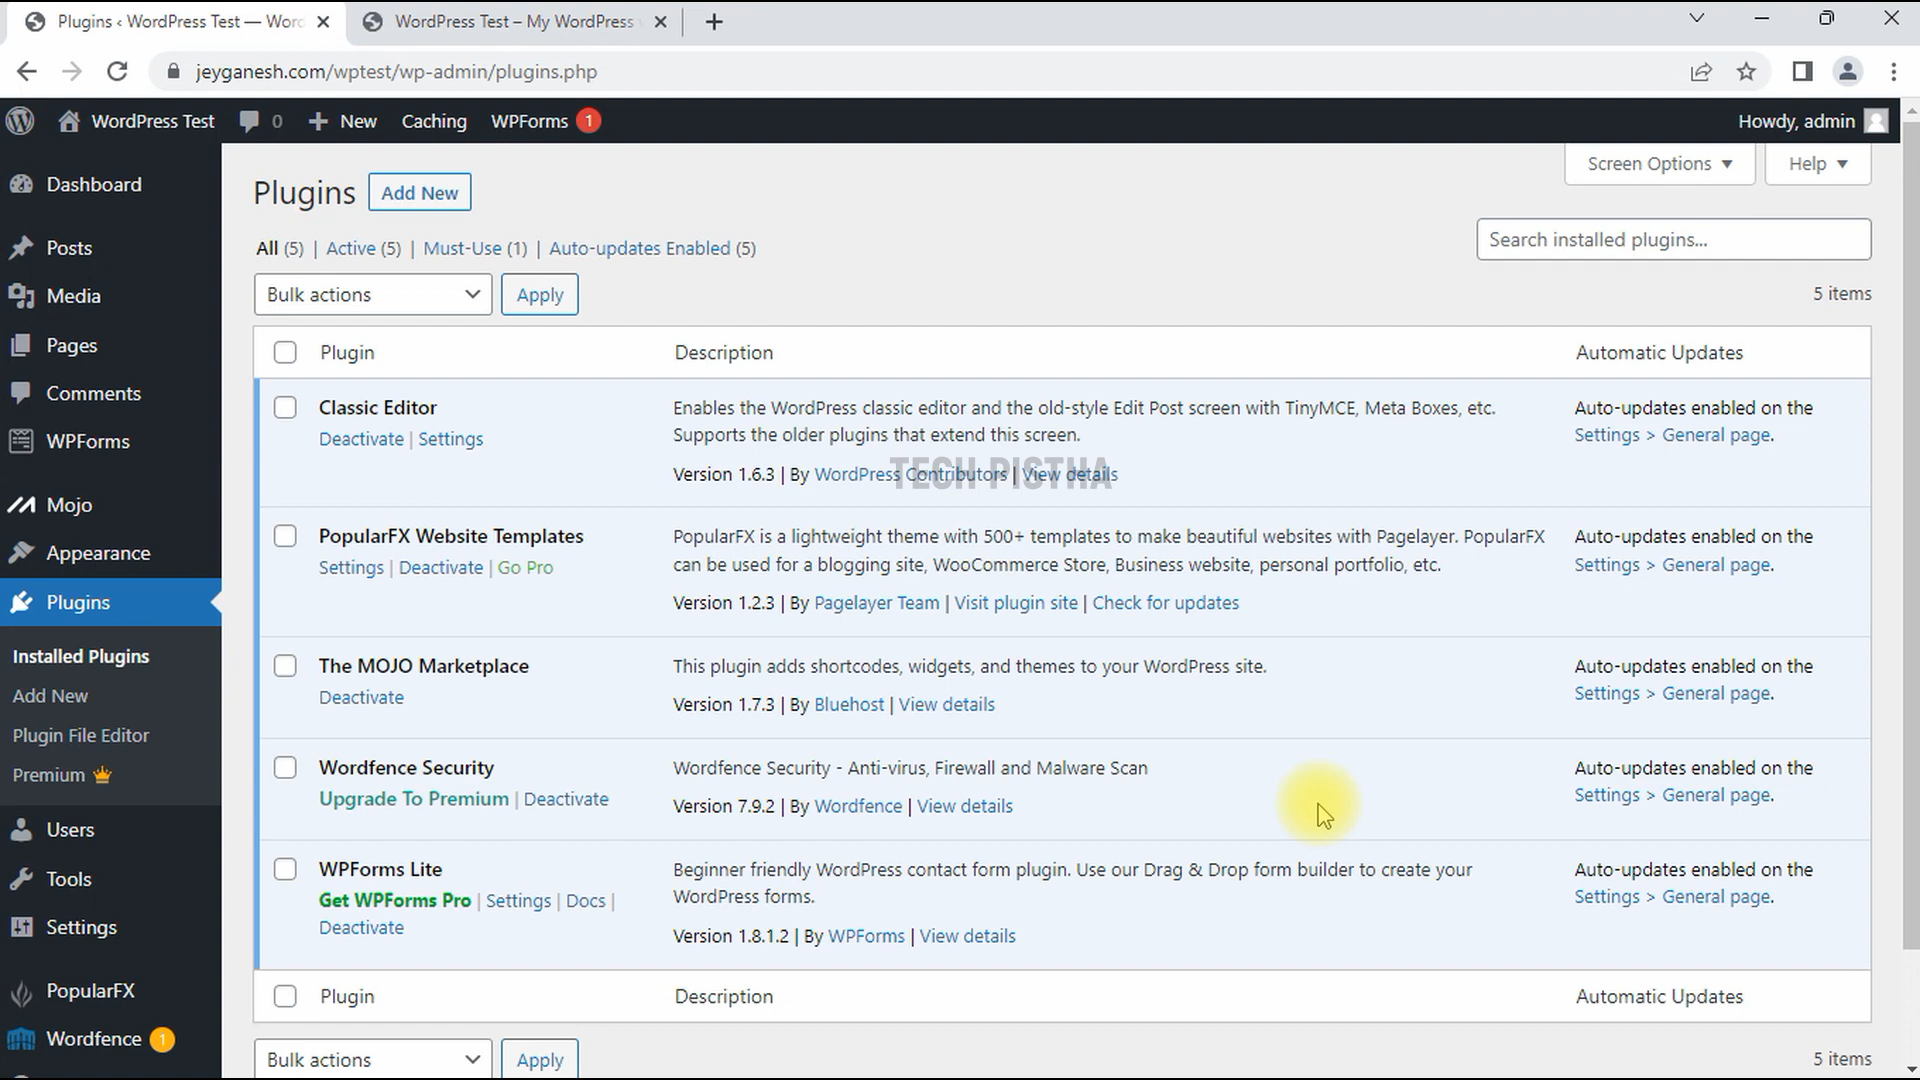 Plugins ‹ WordPress Test — Word
WordPress Test – My WordPress
jeyganesh.com/wptest/wp-admin/plugins.php
WordPress Test 0 New Caching WPForms 1
Howdy, admin
Screen Options Help
Dashboard
Posts
Media
Pages
Comments
WPForms
Mojo
Appearance
Plugins
Installed Plugins
Add New
Plugin File Editor
Premium
Users
Tools
Settings
PopularFX
Wordfence 1
Plugins Add New
All (5) | Active (5) | Must-Use (1) | Auto-updates Enabled (5)
Search installed plugins...
Bulk actions Apply
5 items
Plugin Description Automatic Updates
Classic Editor
Deactivate | Settings
Enables the WordPress classic editor and the old-style Edit Post screen with TinyMCE, Meta Boxes, etc.
Supports the older plugins that extend this screen.
Version 1.6.3 | By WordPress Contributors | View details
TECH PISTHA
Auto-updates enabled on the
Settings > General page.
PopularFX Website Templates
Settings | Deactivate | Go Pro
PopularFX is a lightweight theme with 500+ templates to make beautiful websites with Pagelayer. PopularFX
can be used for a blogging site, WooCommerce Store, Business website, personal portfolio, etc.
Version 1.2.3 | By Pagelayer Team | Visit plugin site | Check for updates
Auto-updates enabled on the
Settings > General page.
The MOJO Marketplace
Deactivate
This plugin adds shortcodes, widgets, and themes to your WordPress site.
Version 1.7.3 | By Bluehost | View details
Auto-updates enabled on the
Settings > General page.
Wordfence Security
Upgrade To Premium | Deactivate
Wordfence Security - Anti-virus, Firewall and Malware Scan
Version 7.9.2 | By Wordfence | View details
Auto-updates enabled on the
Settings > General page.
WPForms Lite
Get WPForms Pro | Settings | Docs |
Deactivate
Beginner friendly WordPress contact form plugin. Use our Drag & Drop form builder to create your
WordPress forms.
Version 1.8.1.2 | By WPForms | View details
Auto-updates enabled on the
Settings > General page.
Plugin Description Automatic Updates
Bulk actions Apply
5 items